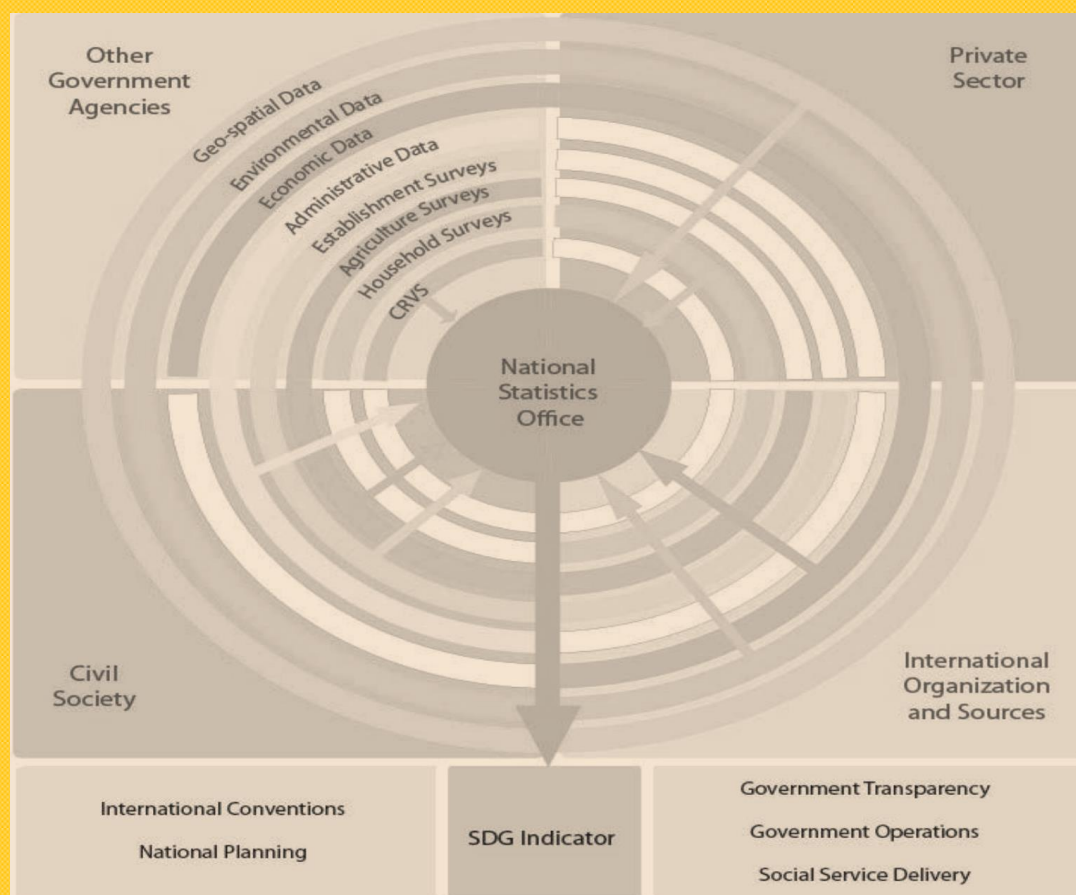 Other
Government
Agencies
Private
Sector
Geo-spatial Data
Environmental Data
Economic Data
Administrative Data
Establishment Surveys
Agriculture Surveys
Household Surveys
CRVS
National
Statistics
Office
Civil
Society
International
Organization
and Sources
International Conventions
National Planning
SDG Indicator
Government Transparency
Government Operations
Social Service Delivery